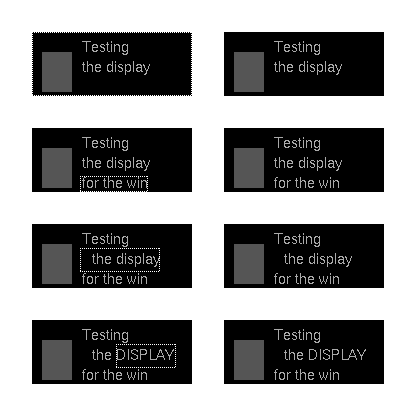 Testing
the display
Testing
the display
Testing
the display
for the win
Testing
the display
for the win
Testing
the display
for the win
Testing
the display
for the win
Testing
the DISPLAY
for the win
Testing
the DISPLAY
for the win